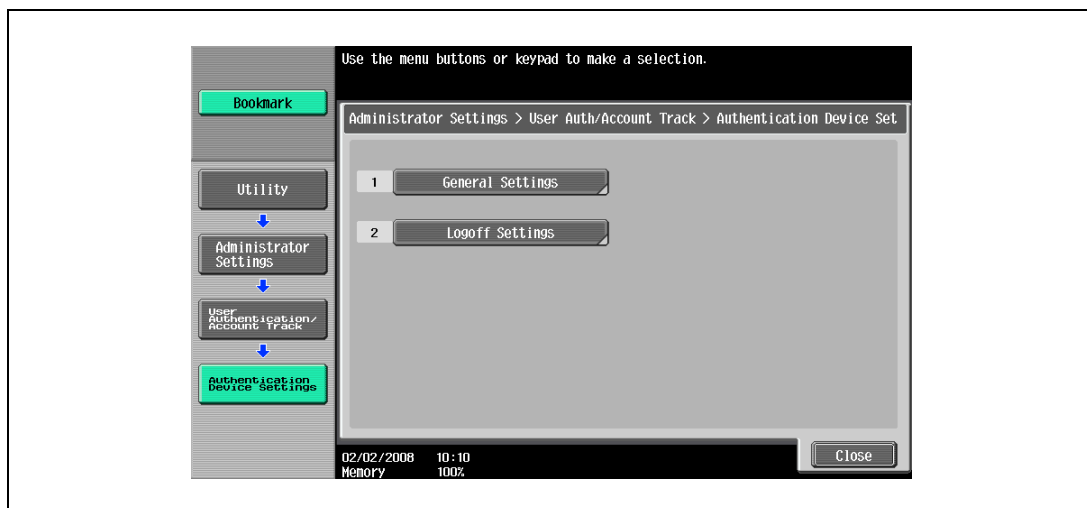 Use the menu buttons or keypad to make a selection.
Bookmark
Administrator Settings > User Auth/Account Track > Authentication Device Set
Utility
Administrator
Settings
User
Authentication/
Account Track
Authentication
Device Settings
1 General Settings
2 Logoff Settings
02/02/2008 10:10
Memory 100%
Close